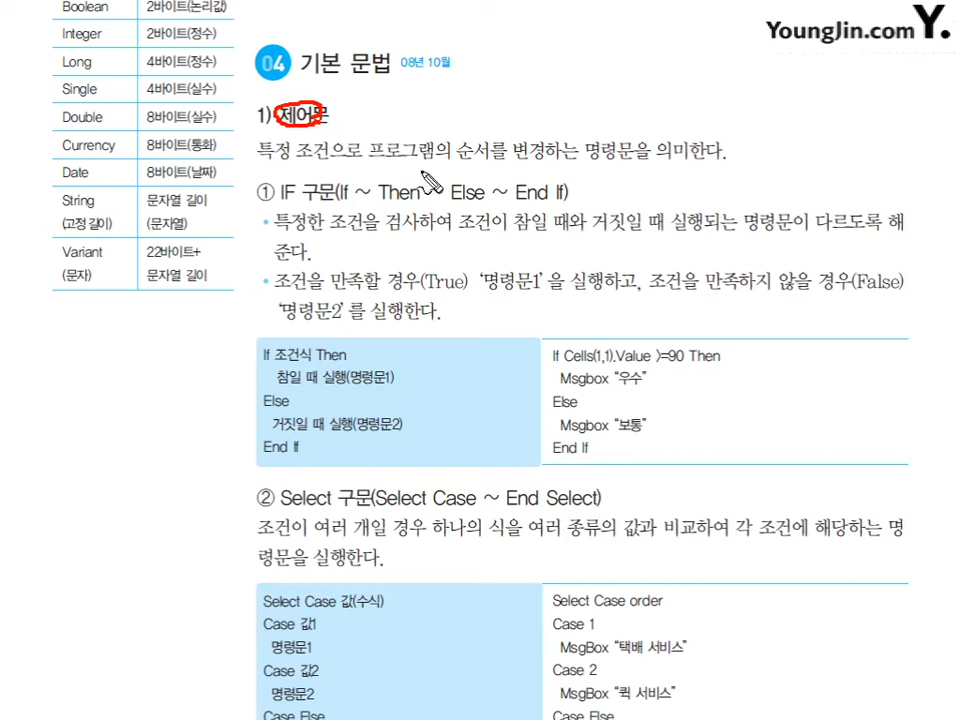 Boolean 2바이트(논리값)
Integer 2바이트(정수)
Long 4바이트(정수)
Single 4바이트(실수)
Double 8바이트(실수)
Currency 8바이트(통화)
Date 8바이트(날짜)
String 문자열 길이
(고정 길이) (문자열)
Variant 22바이트+
(문자) 문자열 길이
Younglin.com Y.
04 기본 문법 08년 10월
1) 제어문
특정 조건으로 프로그램의 순서를 변경하는 명령문을 의미한다.
① IF 구문(If ~ Then ~ Else ~ End If)
• 특정한 조건을 검사하여 조건이 참일 때와 거짓일 때 실행되는 명령문이 다르도록 해
준다.
• 조건을 만족할 경우(True) ‘명령문1’을 실행하고, 조건을 만족하지 않을 경우(False)
‘명령문2’를 실행한다.
If 조건식 Then
참일 때 실행(명령문1)
Else
거짓일 때 실행(명령문2)
End If
If Cells(1,1).Value >=90 Then
Msgbox “우수”
Else
Msgbox “보통”
End If
② Select 구문(Select Case ~ End Select)
조건이 여러 개일 경우 하나의 식을 여러 종류의 값과 비교하여 각 조건에 해당하는 명
령문을 실행한다.
Select Case 값(수식)
Case 값1
명령문1
Case 값2
명령문2
Case Else
Select Case order
Case 1
MsgBox “택배 서비스”
Case 2
MsgBox “퀵 서비스”
Case Else